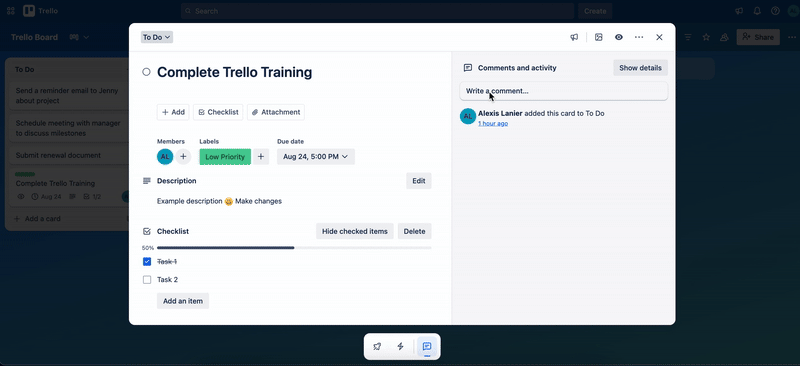 Trello
Search
Create
Trello Board
Share
To Do
Send a reminder email to Jenny
about project
Schedule meeting with manager
to discuss milestones
Submit renewal document
Complete Trello Training
Aug 24
1/2
+ Add a card
To Do
Complete Trello Training
+ Add
Checklist
Attachment
Members
Labels
Due date
AL
+
Low Priority
+
Aug 24, 5:00 PM
Description
Edit
Example description 😀 Make changes
Checklist
Hide checked items
Delete
50%
Task 1
Task 2
Add an item
Comments and activity
Show details
Write a comment...
AL
Alexis Lanier added this card to To Do
1 hour ago